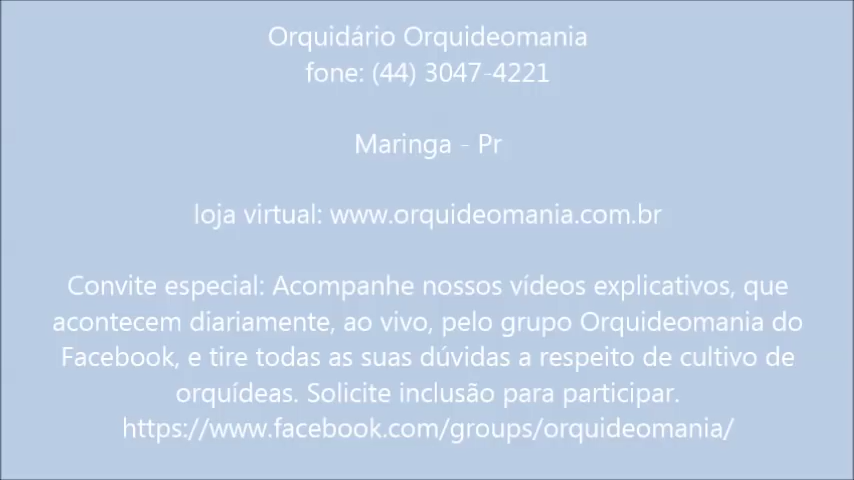 Orquidário Orquideomania
fone: (44) 3047-4221
Maringa - Pr
loja virtual: www.orquideomania.com.br
Convite especial: Acompanhe nossos vídeos explicativos, que
acontecem diariamente, ao vivo, pelo grupo Orquideomania do
Facebook, e tire todas as suas dúvidas a respeito de cultivo de
orquídeas. Solicite inclusão para participar.
https://www.facebook.com/groups/orquideomania/